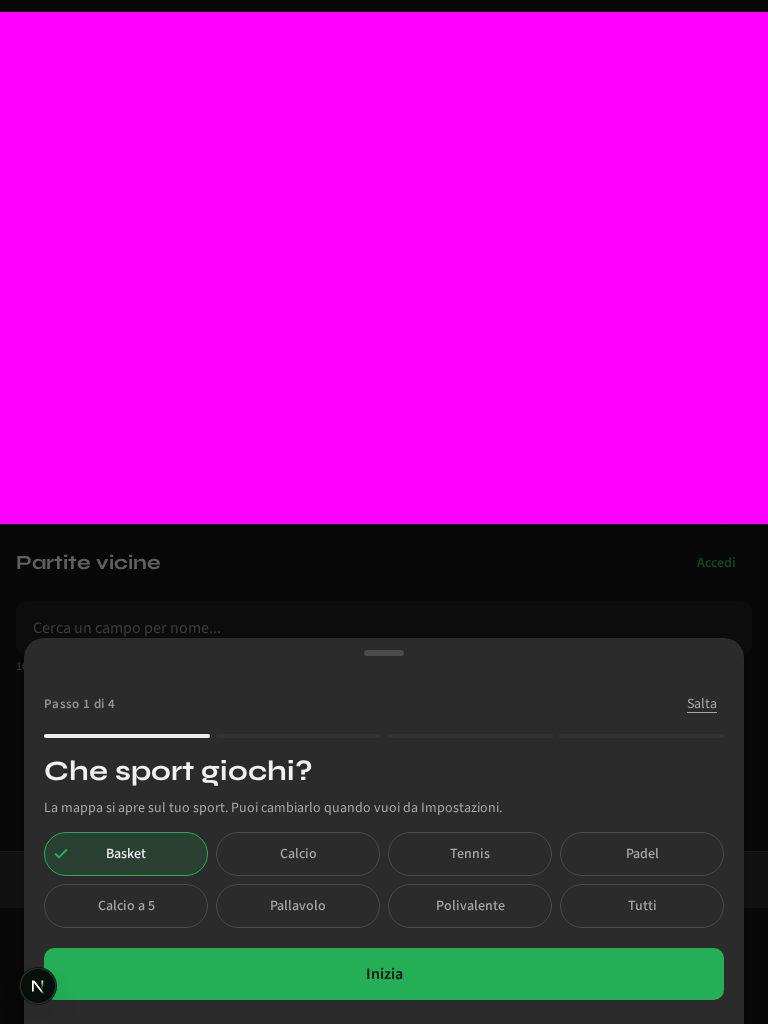 Partite vicine
Accedi
Cerca un campo per nome...
Passo 1 di 4
Salta
Che sport giochi?
La mappa si apre sul tuo sport. Puoi cambiarlo quando vuoi da Impostazioni.
Basket
Calcio
Tennis
Padel
Calcio a 5
Pallavolo
Polivalente
Tutti
Inizia
N